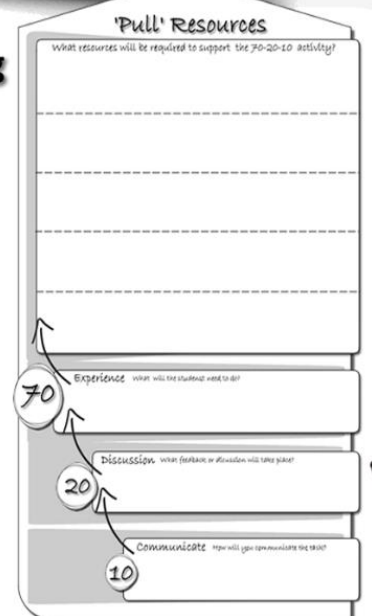 'Pull' Resources
What resources will be required to support the 70-20-10 activity?
Experience What will the students need to do?
70
Discussion What feedback or discussion will take place?
20
Communicate How will you communicate the task?
10